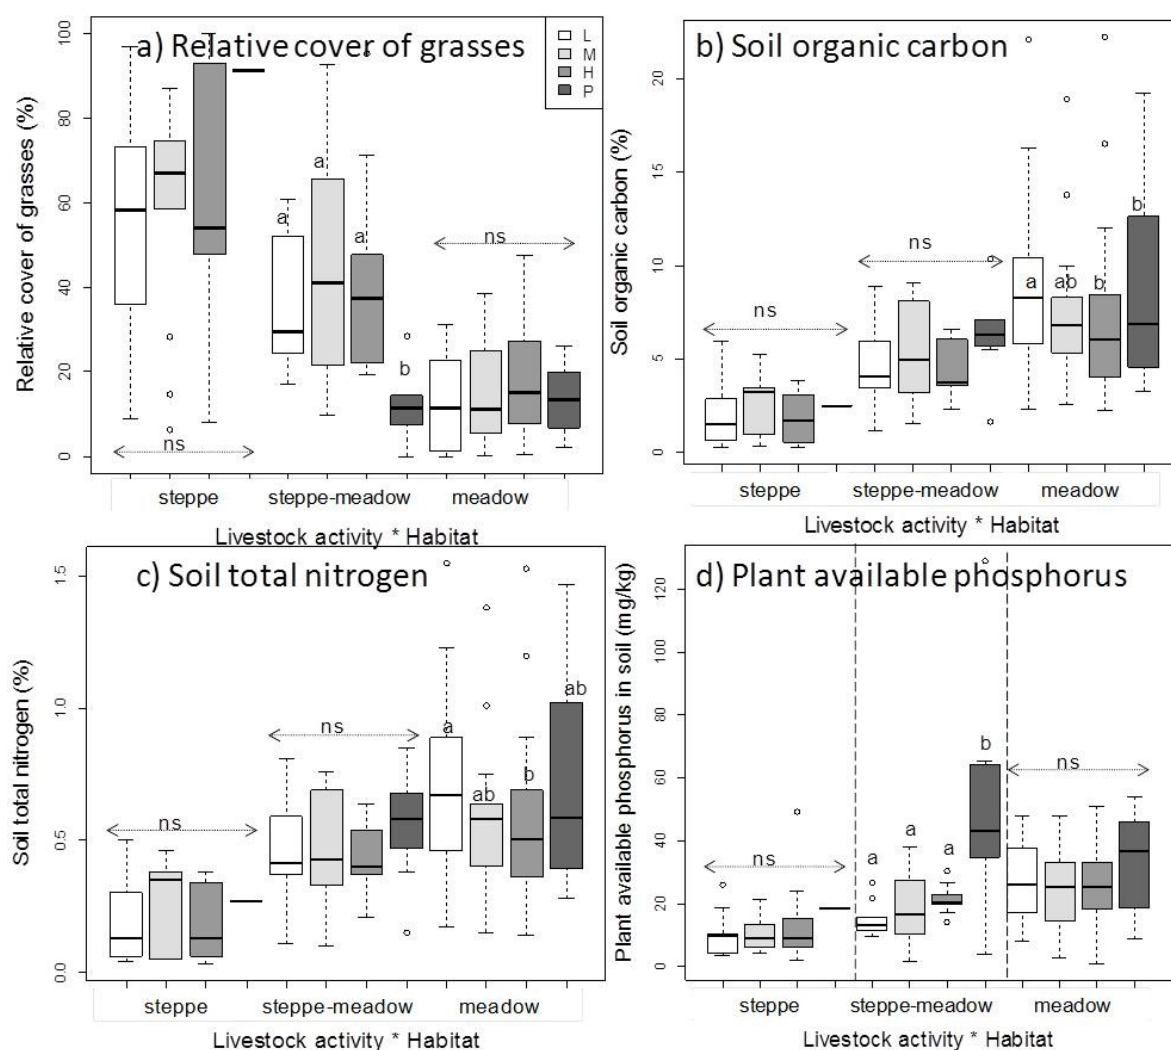 a) Relative cover of grasses
L
M
H
P
Relative cover of grasses (%)
100
80
60
40
20
0
a
a
a
b
ns
ns
steppe
steppe-meadow
meadow
Livestock activity * Habitat
b) Soil organic carbon
Soil organic carbon (%)
20
15
10
5
0
ns
ns
a
ab
b
b
steppe
steppe-meadow
meadow
Livestock activity * Habitat
c) Soil total nitrogen
Soil total nitrogen (%)
1.5
1.0
0.5
0.0
ns
ns
a
ab
b
ab
steppe
steppe-meadow
meadow
Livestock activity * Habitat
d) Plant available phosphorus
Plant available phosphorus in soil (mg/kg)
120
100
80
60
40
20
0
ns
a
a
a
b
ns
steppe
steppe-meadow
meadow
Livestock activity * Habitat